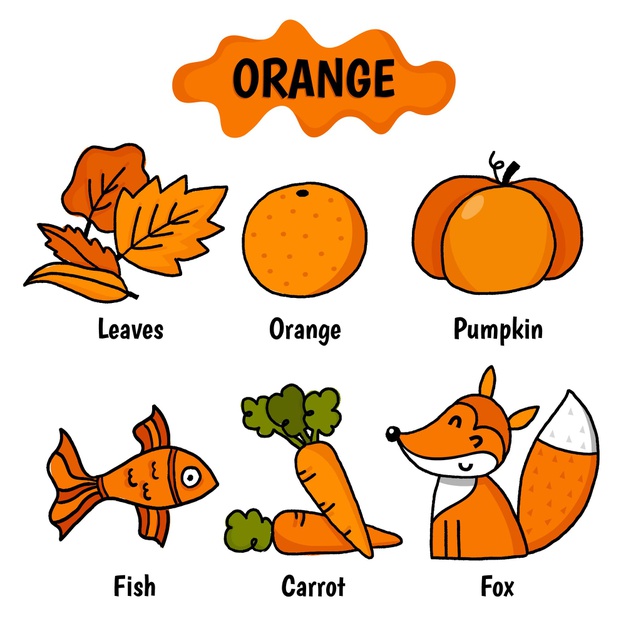 ORANGE
Leaves
Orange
Pumpkin
Fish
Carrot
Fox